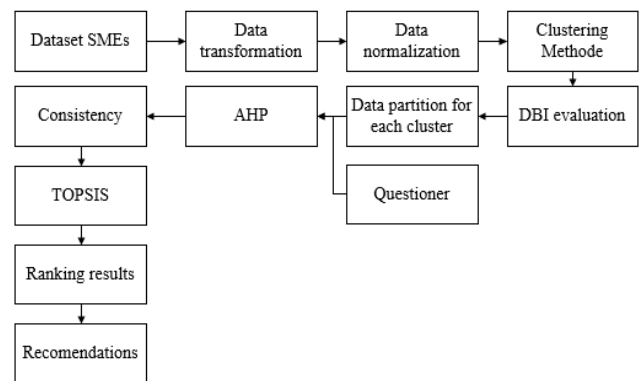 Dataset SMEs
Data
transformation
Data
normalization
Clustering
Methode
DBI evaluation
Data partition for
each cluster
AHP
Consistency
Questioner
TOPSIS
Ranking results
Recomendations